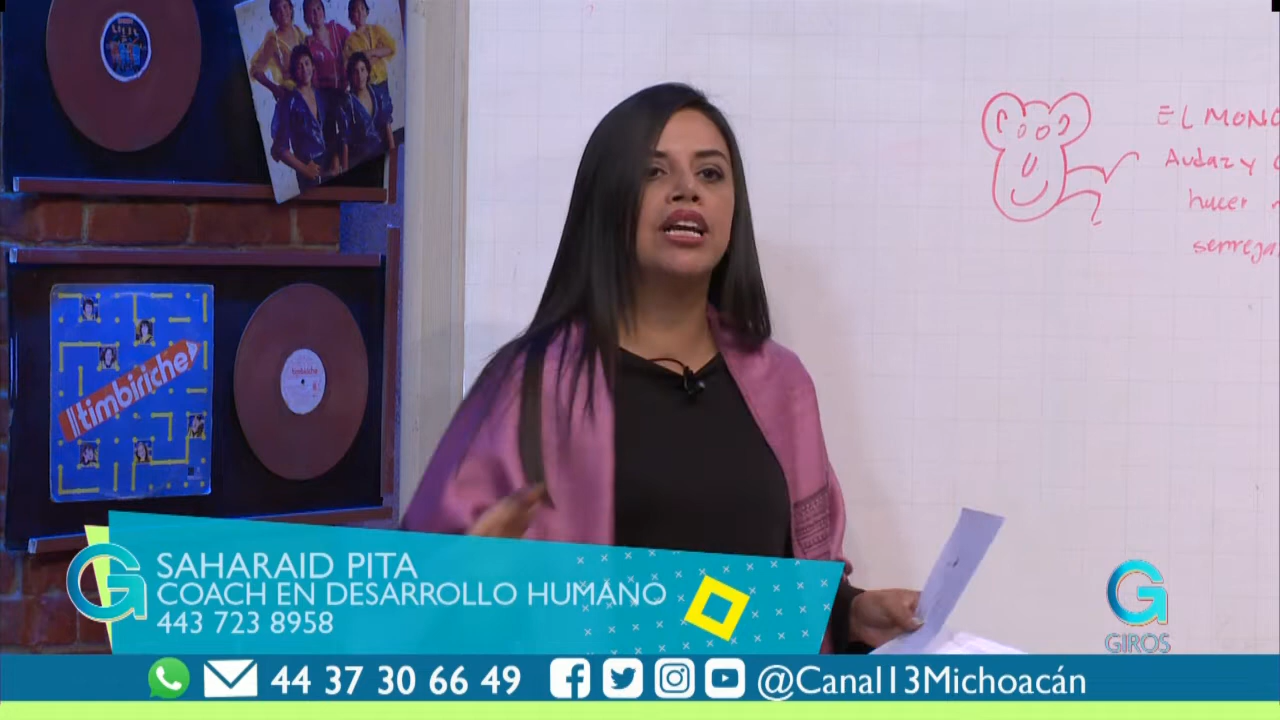 EL MONO
Audaz y
hacer
timbiriche
SAHARAID PITA
COACH EN DESARROLLO HUMANO
443 723 8958
G
G
GIROS
44 37 30 66 49
@Canal13Michoacán